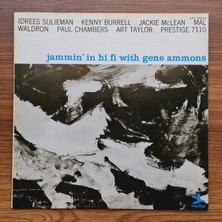 IDREES SULIEMAN KENNY BURRELL JACKIE McLEAN MAL
WALDRON PAUL CHAMBERS ART TAYLOR PRESTIGE 7110
jammin' in hi fi with gene ammons